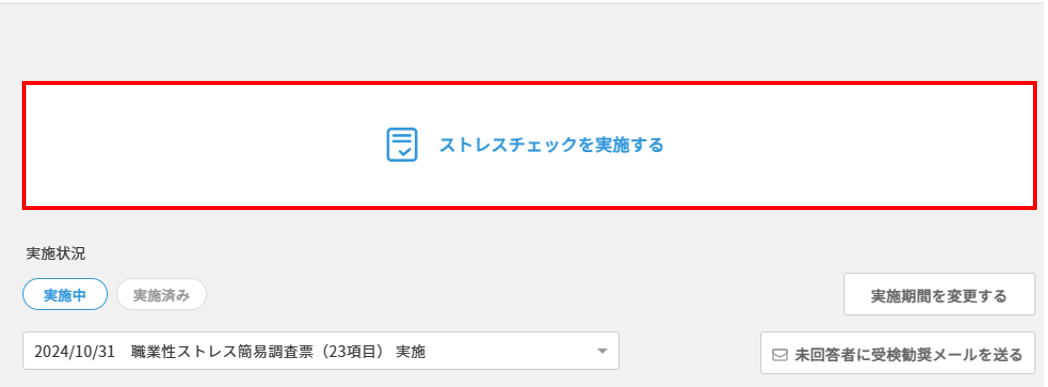 ストレスチェックを実施する
実施状況
実施中 実施済み
実施期間を変更する
2024/10/31 職業性ストレス簡易調査票（23項目） 実施
未回答者に受検勧奨メールを送る